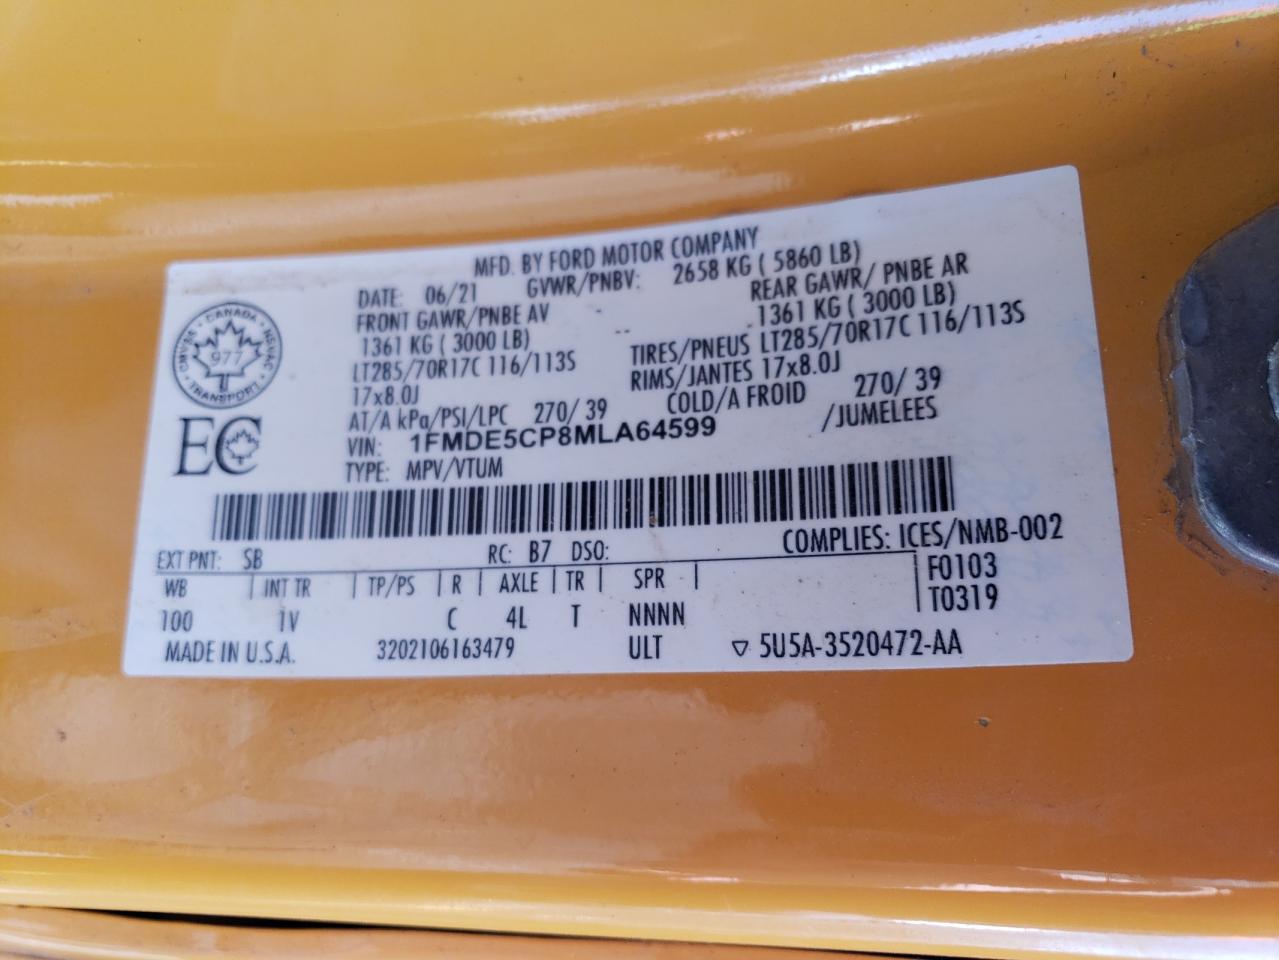 MFD. BY FORD MOTOR COMPANY
DATE: 06/21 GVWR/PNBV: 2658 KG ( 5860 LB)
FRONT GAWR/PNBE AV REAR GAWR/ PNBE AR
1361 KG ( 3000 LB) 1361 KG ( 3000 LB)
LT285/70R17C 116/113S TIRES/PNEUS LT285/70R17C 116/113S
17x8.0J RIMS/JANTES 17x8.0J
AT/A kPa/PSI/LPC 270/ 39 COLD/A FROID 270/ 39
VIN: 1FMDE5CP8MLA64599 /JUMELEES
TYPE: MPV/VTUM
CANADA
CMVSS/NSVAC
977
TRANSPORT
EC
EXT PNT: SB RC: B7 DSO: COMPLIES: ICES/NMB-002
WB | INT TR | TP/PS | R | AXLE | TR | SPR | F0103
100 1V C 4L T NNNN T0319
MADE IN U.S.A. 3202106163479 ULT ▽ 5U5A-3520472-AA